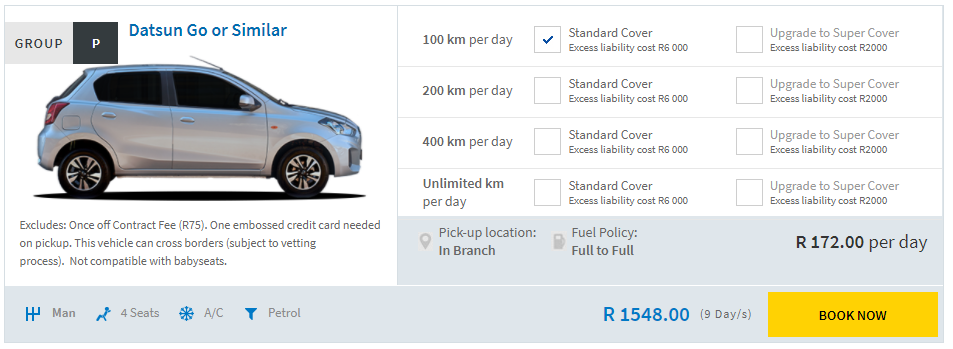 GROUP P
Datsun Go or Similar
Excludes: Once off Contract Fee (R75). One embossed credit card needed
on pickup. This vehicle can cross borders (subject to vetting
process). Not compatible with babyseats.
100 km per day
Standard Cover
Excess liability cost R6 000
Upgrade to Super Cover
Excess liability cost R2000
200 km per day
Standard Cover
Excess liability cost R6 000
Upgrade to Super Cover
Excess liability cost R2000
400 km per day
Standard Cover
Excess liability cost R6 000
Upgrade to Super Cover
Excess liability cost R2000
Unlimited km
per day
Standard Cover
Excess liability cost R6 000
Upgrade to Super Cover
Excess liability cost R2000
Pick-up location:
In Branch
Fuel Policy:
Full to Full
R 172.00 per day
Man
4 Seats
A/C
Petrol
R 1548.00 (9 Day/s)
BOOK NOW